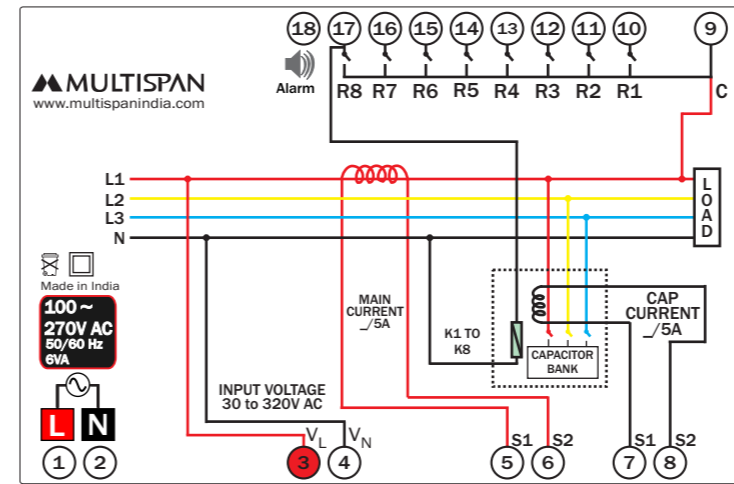 18 17 16 15 14 13 12 11 10 9
MULTISPAN
www.multispanindia.com
Alarm R8 R7 R6 R5 R4 R3 R2 R1 C
L1
L2
L3
N
LOAD
Made in India
100 ~
270V AC
50/60 Hz
6VA
MAIN
CURRENT
_/5A
K1 TO
K8
CAP
CURRENT
_/5A
CAPACITOR
BANK
INPUT VOLTAGE
30 to 320V AC
L N
VL VN S1 S2 S1 S2
1 2 3 4 5 6 7 8